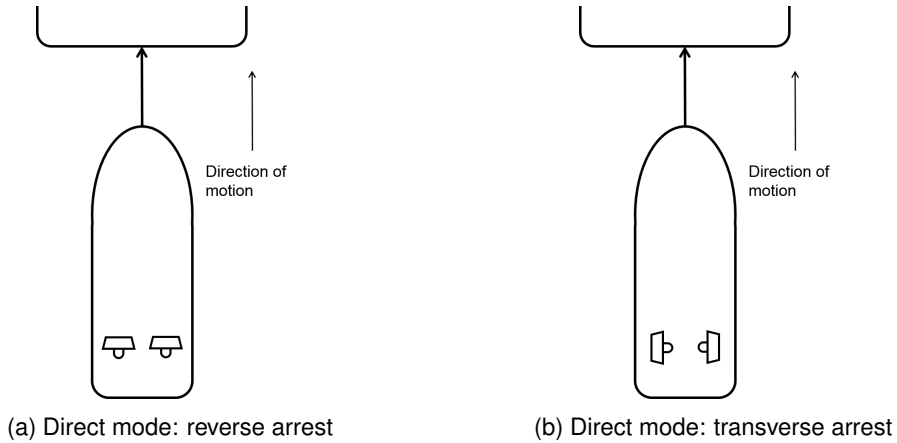 Direction of
motion
Direction of
motion
(a) Direct mode: reverse arrest
(b) Direct mode: transverse arrest